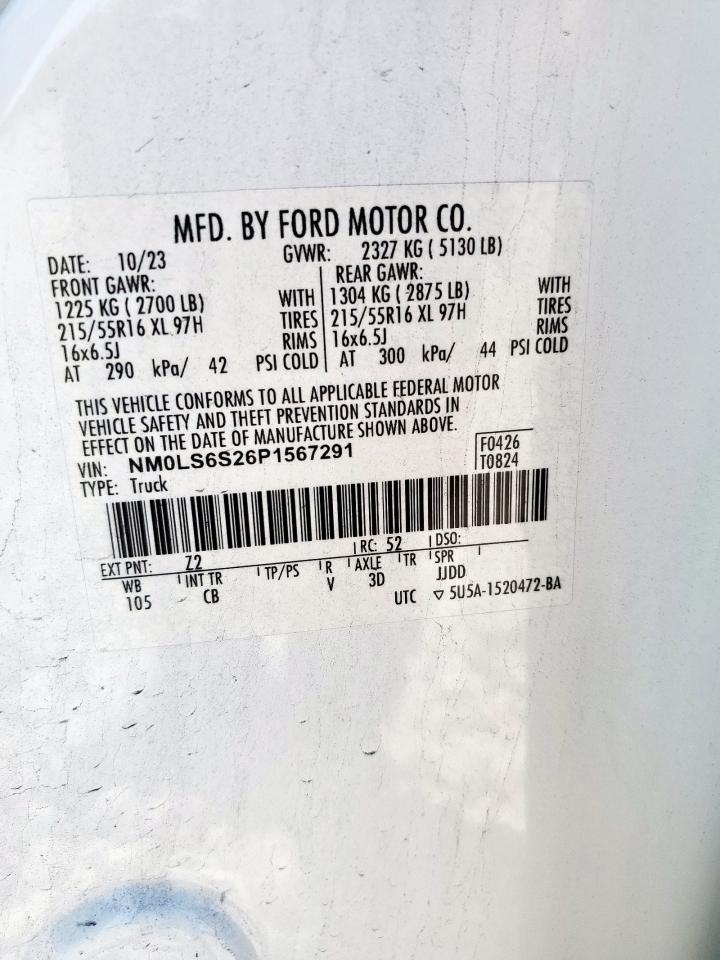 MFD. BY FORD MOTOR CO.
DATE: 10/23 GVWR: 2327 KG ( 5130 LB)
FRONT GAWR: REAR GAWR:
1225 KG ( 2700 LB) WITH 1304 KG ( 2875 LB) WITH
215/55R16 XL 97H TIRES 215/55R16 XL 97H TIRES
16x6.5J RIMS 16x6.5J RIMS
AT 290 kPa/ 42 PSI COLD AT 300 kPa/ 44 PSI COLD
THIS VEHICLE CONFORMS TO ALL APPLICABLE FEDERAL MOTOR
VEHICLE SAFETY AND THEFT PREVENTION STANDARDS IN
EFFECT ON THE DATE OF MANUFACTURE SHOWN ABOVE.
VIN: NM0LS6S26P1567291 F0426
TYPE: Truck T0824
EXT PNT: Z2 RC: 52 DSO:
WB INT TR TP/PS R AXLE TR SPR
105 CB V 3D JJDD
UTC ▽ 5U5A-1520472-BA